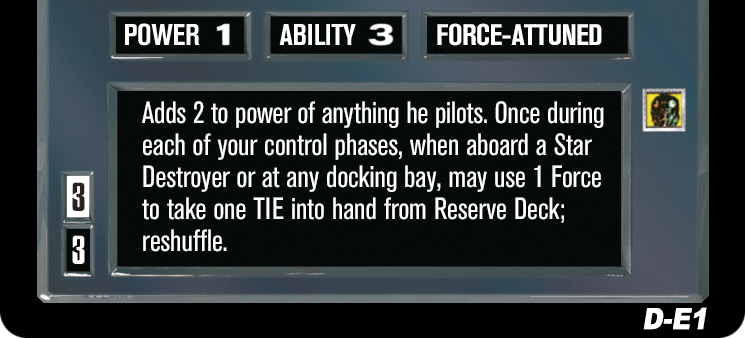 POWER 1 ABILITY 3 FORCE-ATTUNED
Adds 2 to power of anything he pilots. Once during
each of your control phases, when aboard a Star
Destroyer or at any docking bay, may use 1 Force
to take one TIE into hand from Reserve Deck;
reshuffle.
3
3
D-E1